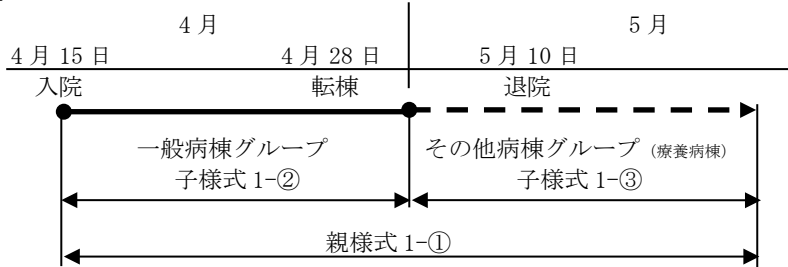 4月 5月
4月15日 4月28日 5月10日
入院 転棟 退院
一般病棟グループ その他病棟グループ(療養病棟)
子様式1-② 子様式1-③
親様式1-①